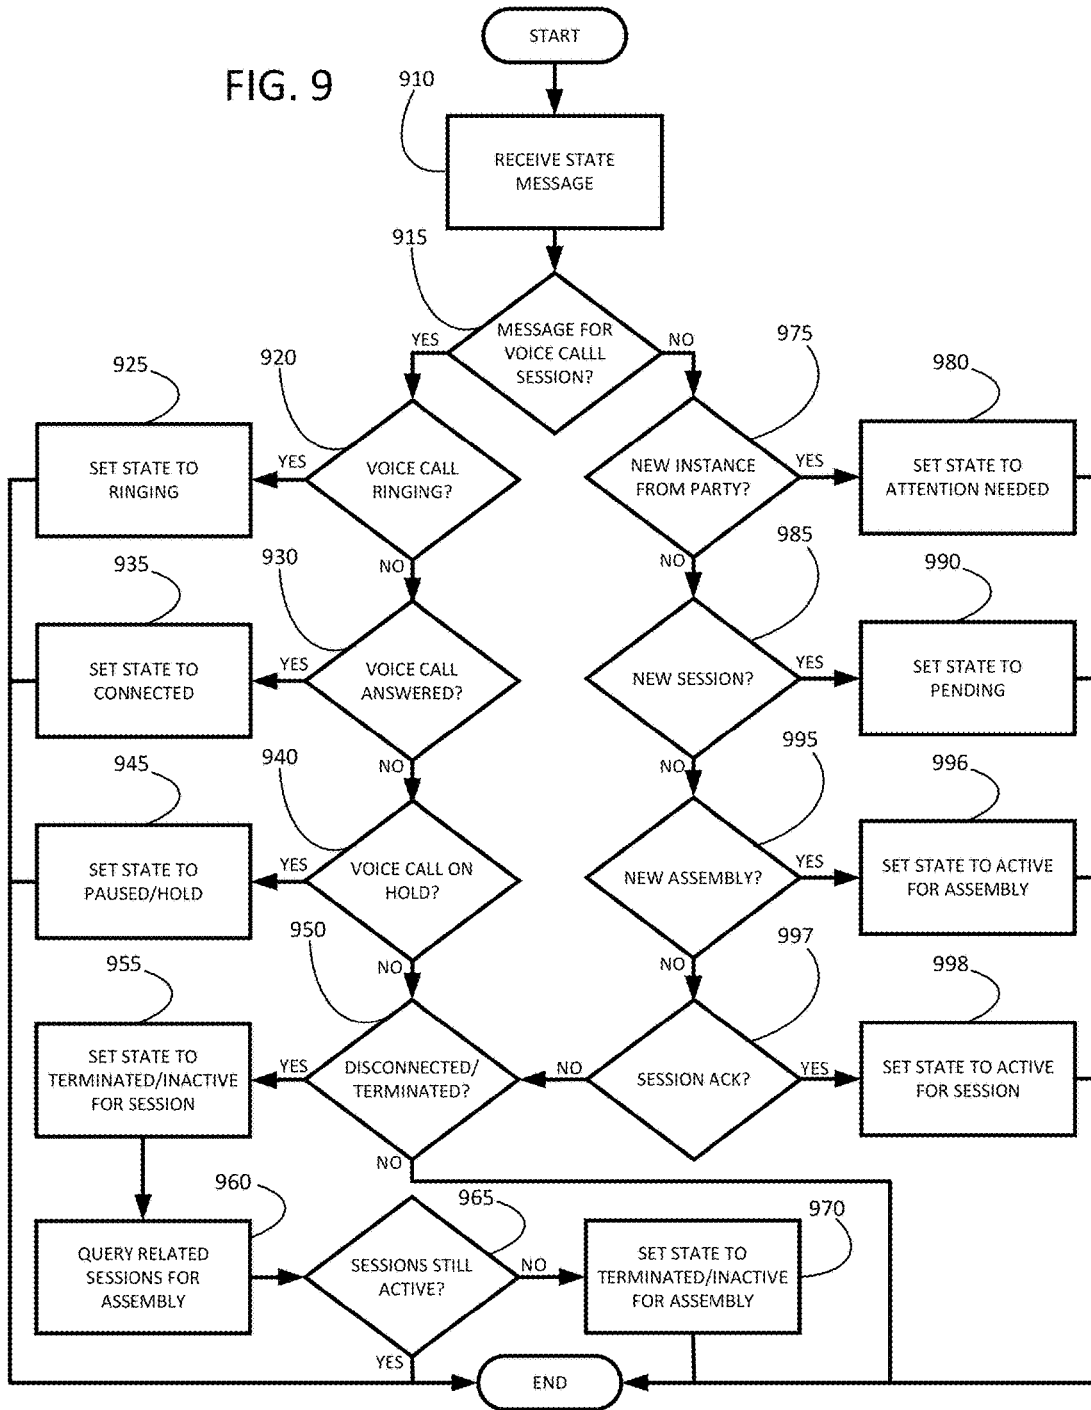 START
FIG. 9
910
RECEIVE STATE
MESSAGE
915
MESSAGE FOR
VOICE CALLL
SESSION?
YES
NO
920
975
925
980
SET STATE TO
RINGING
YES
VOICE CALL
RINGING?
NEW INSTANCE
FROM PARTY?
YES
SET STATE TO
ATTENTION NEEDED
NO
NO
930
985
935
990
SET STATE TO
CONNECTED
YES
VOICE CALL
ANSWERED?
NEW SESSION?
YES
SET STATE TO
PENDING
NO
NO
940
995
945
996
SET STATE TO
PAUSED/HOLD
YES
VOICE CALL ON
HOLD?
NEW ASSEMBLY?
YES
SET STATE TO ACTIVE
FOR ASSEMBLY
NO
NO
950
997
955
998
SET STATE TO
TERMINATED/INACTIVE
FOR SESSION
YES
DISCONNECTED/
TERMINATED?
NO
SESSION ACK?
YES
SET STATE TO ACTIVE
FOR SESSION
NO
960
965
970
QUERY RELATED
SESSIONS FOR
ASSEMBLY
SESSIONS STILL
ACTIVE?
NO
SET STATE TO
TERMINATED/INACTIVE
FOR ASSEMBLY
YES
END